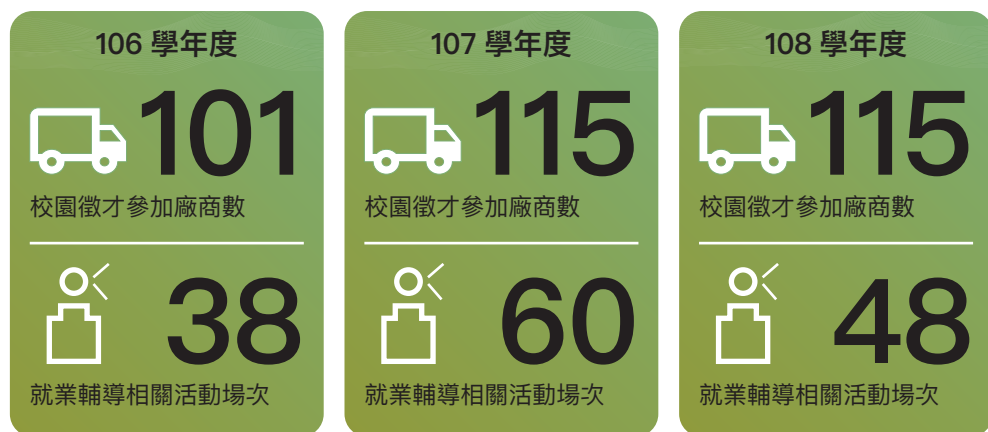 106 學年度
101
校園徵才參加廠商數
38
就業輔導相關活動場次
107 學年度
115
校園徵才參加廠商數
60
就業輔導相關活動場次
108 學年度
115
校園徵才參加廠商數
48
就業輔導相關活動場次